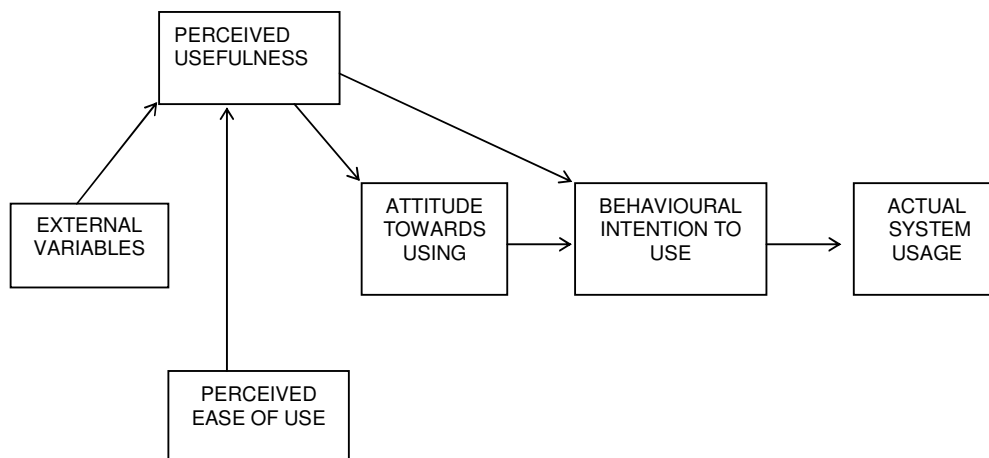 PERCEIVED
USEFULNESS
EXTERNAL
VARIABLES
ATTITUDE
TOWARDS
USING
BEHAVIOURAL
INTENTION TO
USE
ACTUAL
SYSTEM
USAGE
PERCEIVED
EASE OF USE